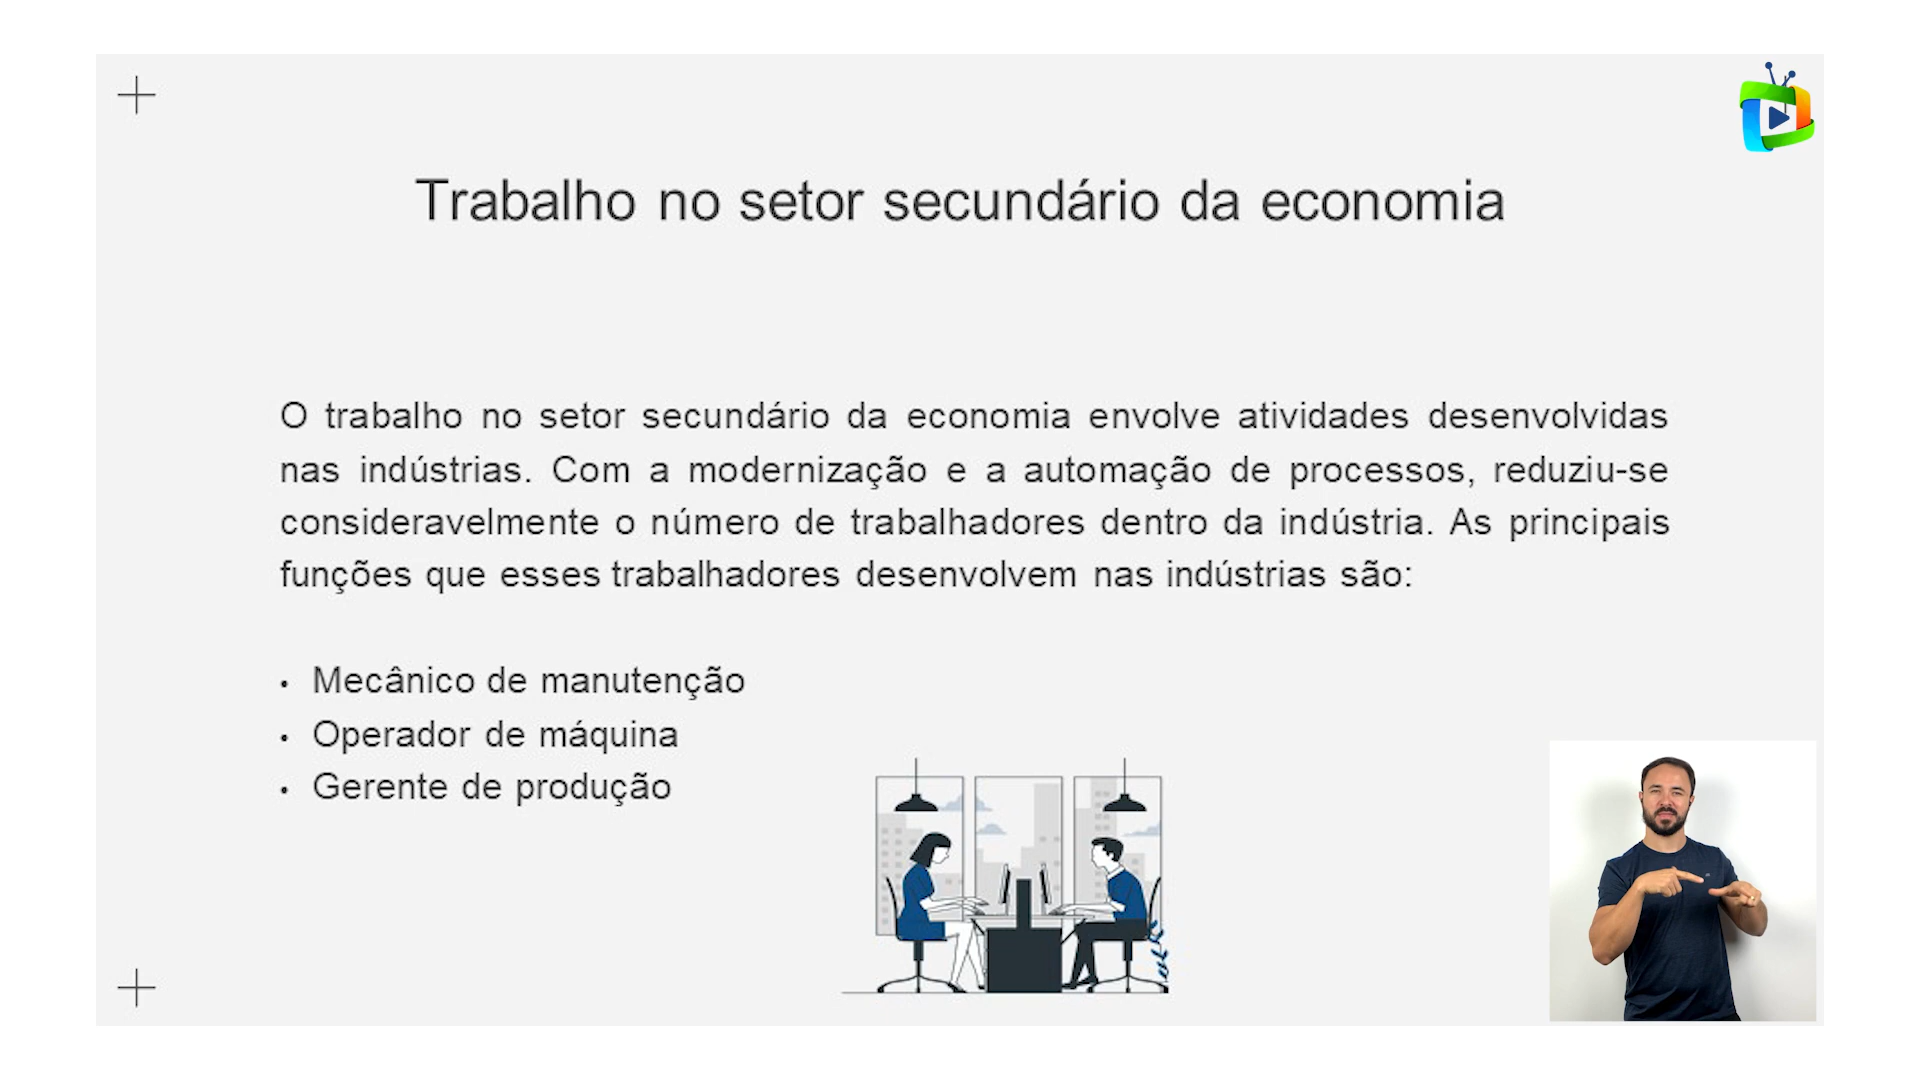 Trabalho no setor secundário da economia
O trabalho no setor secundário da economia envolve atividades desenvolvidas
nas indústrias. Com a modernização e a automação de processos, reduziu-se
consideravelmente o número de trabalhadores dentro da indústria. As principais
funções que esses trabalhadores desenvolvem nas indústrias são:
• Mecânico de manutenção
• Operador de máquina
• Gerente de produção